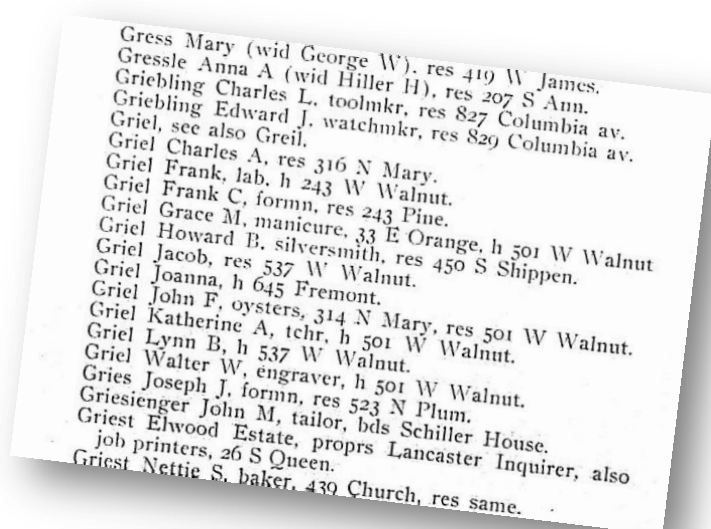 Gress Mary (wid George W), res 419 W James.
Gressle Anna A (wid Hiller H), res 207 S Ann.
Griebling Charles L, toolmkr, res 827 Columbia av.
Griebling Edward J, watchmkr, res 829 Columbia av.
Griel, see also Greil.
Griel Charles A, res 316 N Mary.
Griel Frank, lab, h 243 W Walnut.
Griel Frank C, formn, res 243 Pine.
Griel Grace M, manicure, 33 E Orange, h 501 W Walnut
Griel Howard B, silversmith, res 450 S Shippen.
Griel Jacob, res 537 W Walnut.
Griel Joanna, h 645 Fremont.
Griel John F, oysters, 314 N Mary, res 501 W Walnut.
Griel Katherine A, tchr, h 501 W Walnut.
Griel Lynn B, h 537 W Walnut.
Griel Walter W, engraver, h 501 W Walnut.
Gries Joseph J, formn, res 523 N Plum.
Griesienger John M, tailor, bds Schiller House.
Griest Elwood Estate, proprs Lancaster Inquirer, also
job printers, 26 S Queen.
Griest Nettie S, baker, 439 Church, res same.